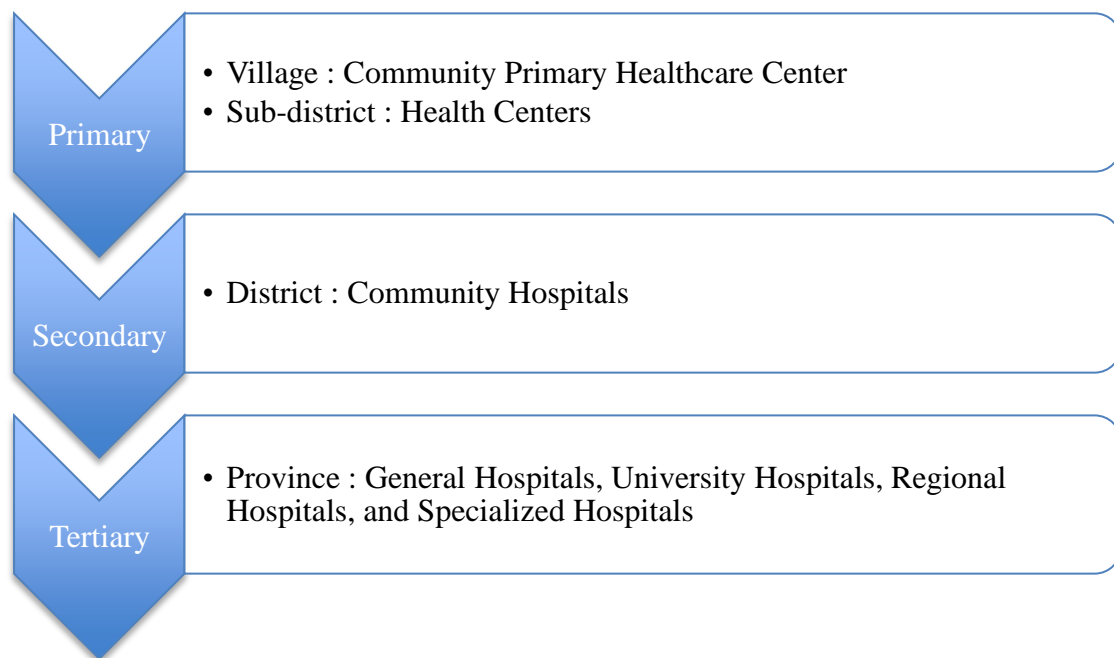 Primary
• Village : Community Primary Healthcare Center
• Sub-district : Health Centers
Secondary
• District : Community Hospitals
Tertiary
• Province : General Hospitals, University Hospitals, Regional
Hospitals, and Specialized Hospitals